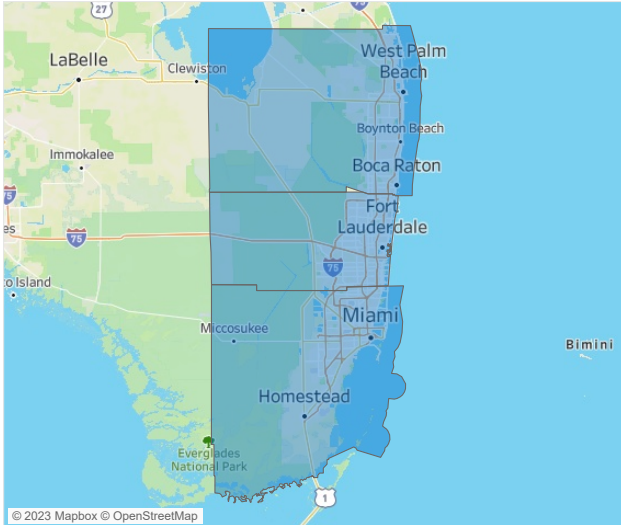 27
LaBelle
Clewiston
West Palm
Beach
Boynton Beach
Immokalee
Boca Raton
75
Fort
Lauderdale
75
es
75
co Island
Miccosukee
Miami
Bimini
Homestead
Everglades
National Park
1
© 2023 Mapbox © OpenStreetMap